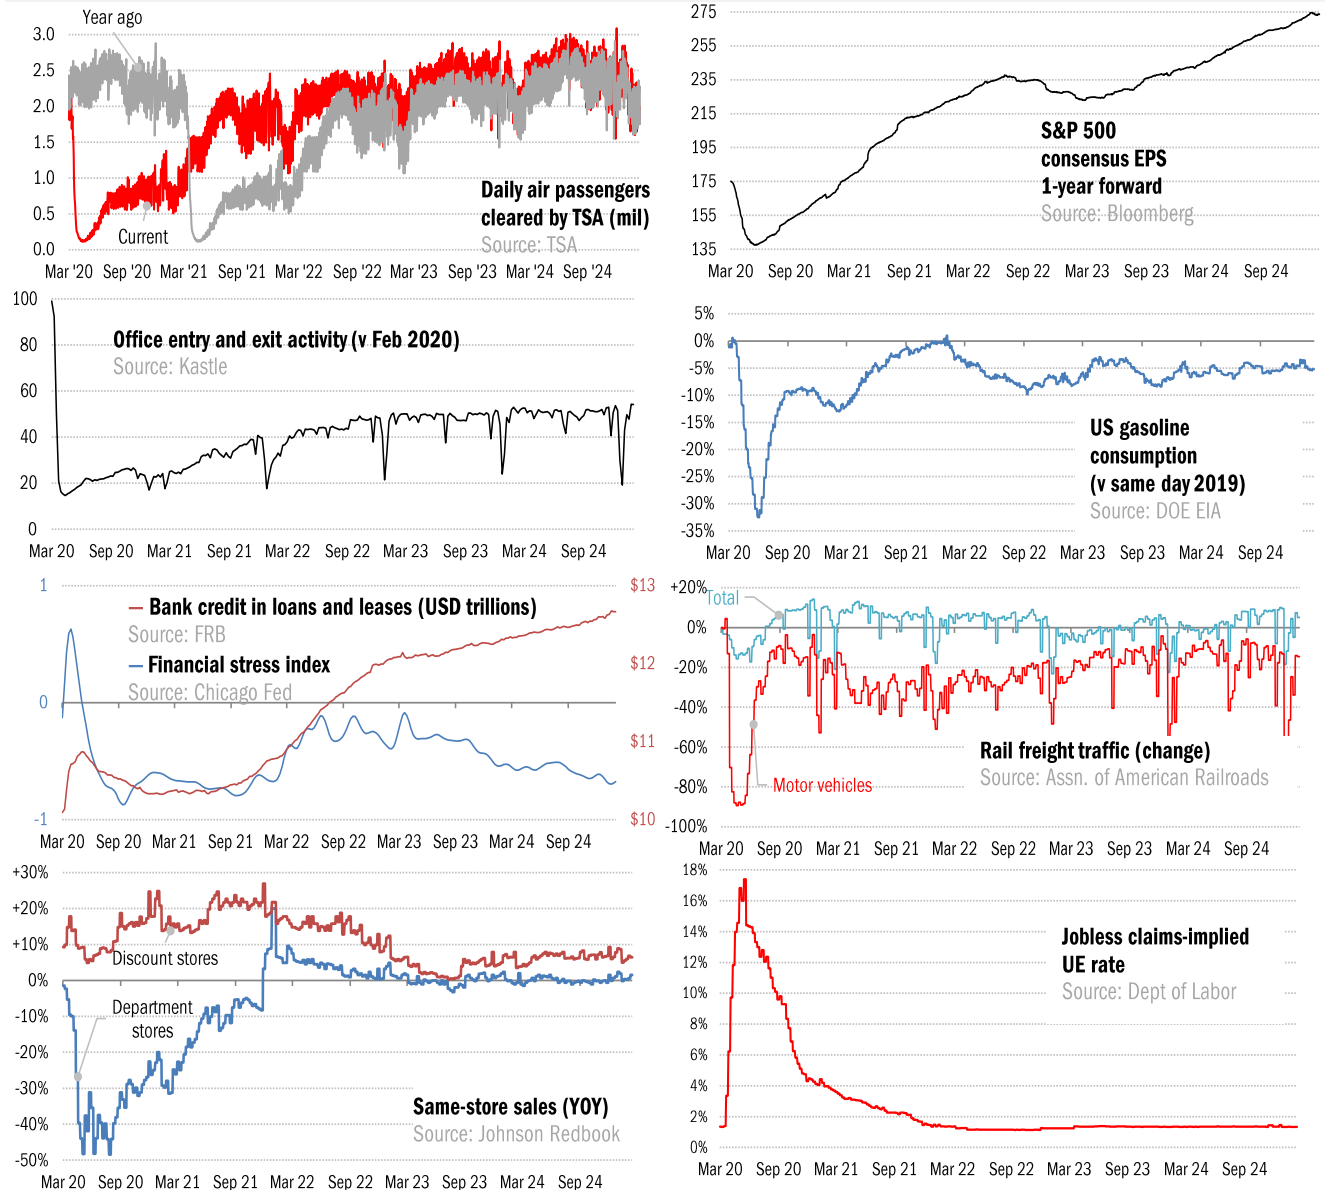 Year ago
3.0
2.5
2.0
1.5
1.0
0.5
0.0
Current
Daily air passengers
cleared by TSA (mil)
Source: TSA
Mar '20 Sep '20 Mar '21 Sep '21 Mar '22 Sep '22 Mar '23 Sep '23 Mar '24 Sep '24
275
255
235
215
195
175
155
135
S&P 500
consensus EPS
1-year forward
Source: Bloomberg
Mar 20 Sep 20 Mar 21 Sep 21 Mar 22 Sep 22 Mar 23 Sep 23 Mar 24 Sep 24
100
80
60
40
20
0
Office entry and exit activity (v Feb 2020)
Source: Kastle
Mar 20 Sep 20 Mar 21 Sep 21 Mar 22 Sep 22 Mar 23 Sep 23 Mar 24 Sep 24
5%
0%
-5%
-10%
-15%
-20%
-25%
-30%
-35%
US gasoline
consumption
(v same day 2019)
Source: DOE EIA
Mar 20 Sep 20 Mar 21 Sep 21 Mar 22 Sep 22 Mar 23 Sep 23 Mar 24 Sep 24
1
0
-1
Bank credit in loans and leases (USD trillions)
Source: FRB
Financial stress index
Source: Chicago Fed
$13
$12
$11
$10
Mar 20 Sep 20 Mar 21 Sep 21 Mar 22 Sep 22 Mar 23 Sep 23 Mar 24 Sep 24
+20%
0%
-20%
-40%
-60%
-80%
-100%
Total
Motor vehicles
Rail freight traffic (change)
Source: Assn. of American Railroads
Mar 20 Sep 20 Mar 21 Sep 21 Mar 22 Sep 22 Mar 23 Sep 23 Mar 24 Sep 24
+30%
+20%
+10%
0%
-10%
-20%
-30%
-40%
-50%
Discount stores
Department
stores
Same-store sales (YOY)
Source: Johnson Redbook
Mar 20 Sep 20 Mar 21 Sep 21 Mar 22 Sep 22 Mar 23 Sep 23 Mar 24 Sep 24
18%
16%
14%
12%
10%
8%
6%
4%
2%
0%
Jobless claims-implied
UE rate
Source: Dept of Labor
Mar 20 Sep 20 Mar 21 Sep 21 Mar 22 Sep 22 Mar 23 Sep 23 Mar 24 Sep 24